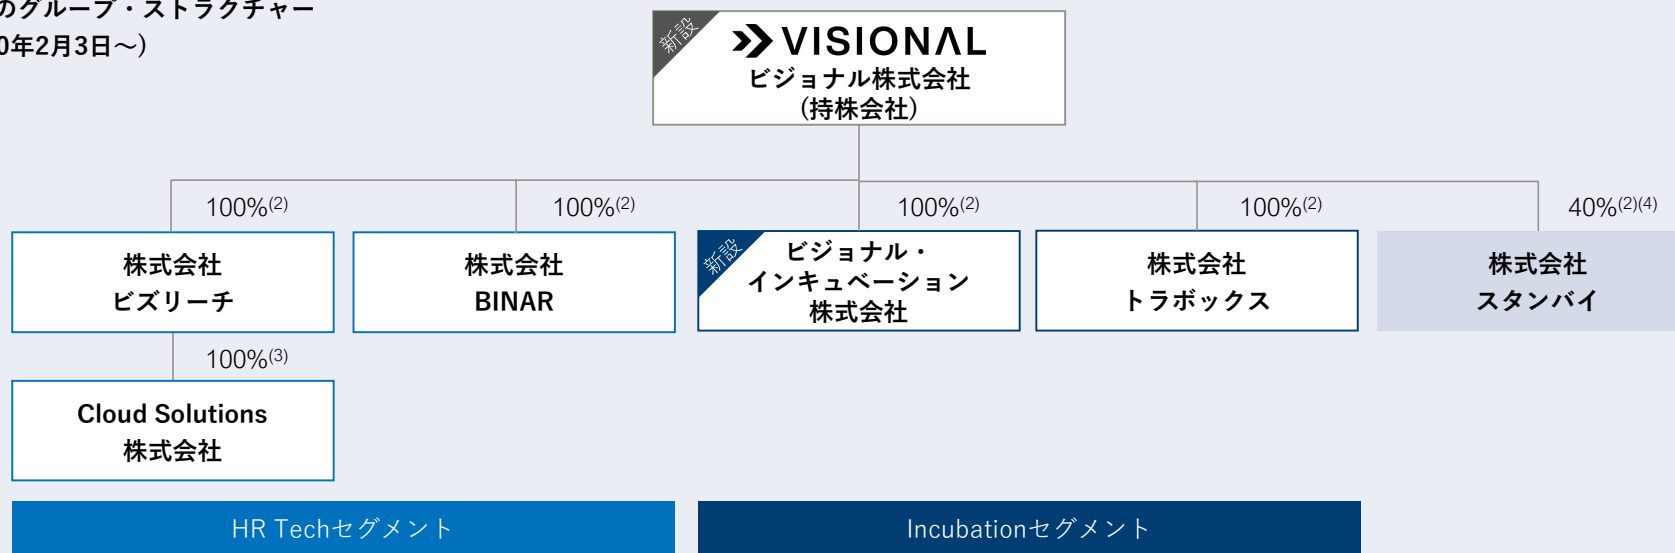 のグループ・ストラクチャー
0年2月3日～)
新設
VISIONAL
ビジョナル株式会社
(持株会社)
100%(2)
100%(2)
100%(2)
100%(2)
40%(2)(4)
株式会社
ビズリーチ
株式会社
BINAR
新設
ビジョナル・
インキュベーション
株式会社
株式会社
トラボックス
株式会社
スタンバイ
100%(3)
Cloud Solutions
株式会社
HR Techセグメント
Incubationセグメント